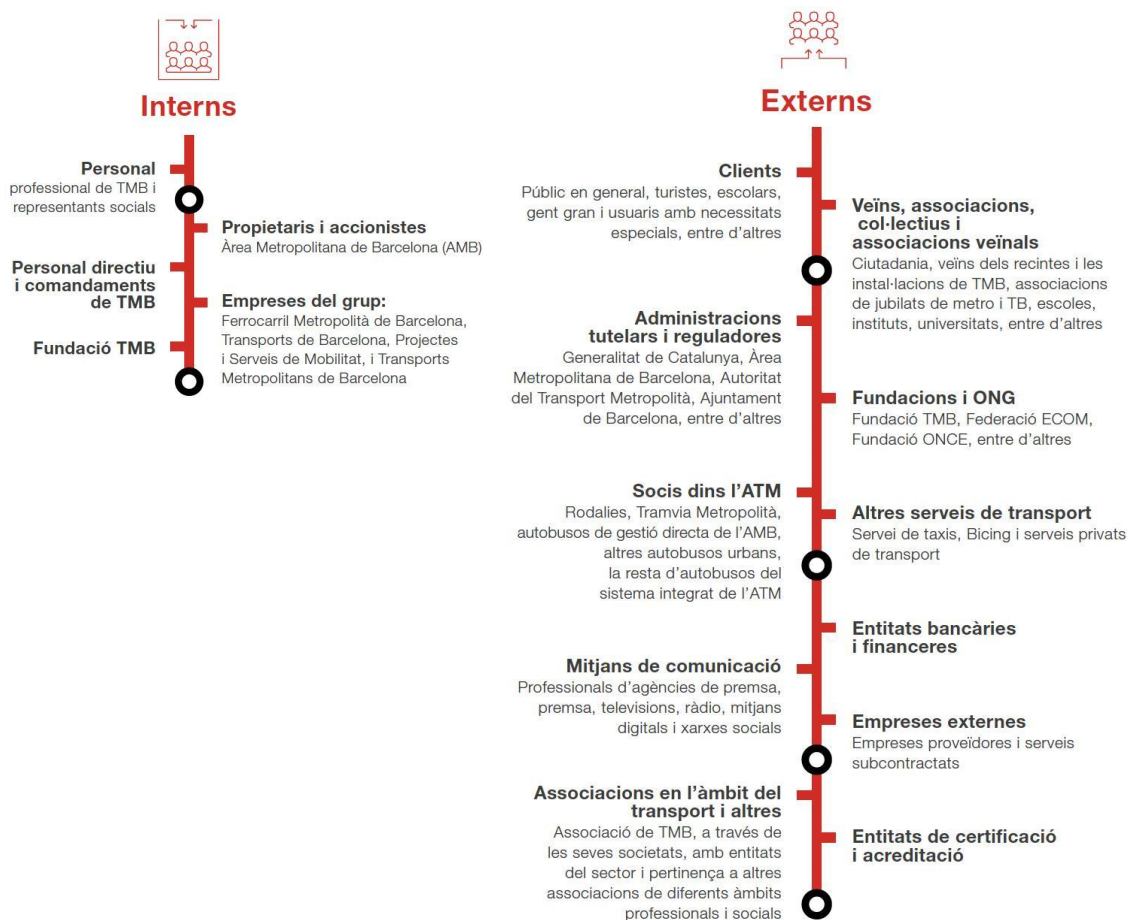 Interns
Personal
professional de TMB i
representants socials
Propietaris i accionistes
Àrea Metropolitana de Barcelona (AMB)
Personal directiu
i comandaments
de TMB
Empreses del grup:
Ferrocarril Metropolità de Barcelona,
Transports de Barcelona, Projectes
i Serveis de Mobilitat, i Transports
Metropolitans de Barcelona
Fundació TMB
Externs
Clients
Públic en general, turistes, escolars,
gent gran i usuaris amb necessitats
especials, entre d’altres
Veïns, associacions,
col·lectius i
associacions veïnals
Ciutadania, veïns dels recintes i les
instal·lacions de TMB, associacions
de jubilats de metro i TB, escoles,
instituts, universitats, entre d’altres
Administracions
tutelars i reguladores
Generalitat de Catalunya, Àrea
Metropolitana de Barcelona, Autoritat
del Transport Metropolità, Ajuntament
de Barcelona, entre d’altres
Fundacions i ONG
Fundació TMB, Federació ECOM,
Fundació ONCE, entre d’altres
Socis dins l’ATM
Rodalies, Tramvia Metropolità,
autobusos de gestió directa de l’AMB,
altres autobusos urbans,
la resta d’autobusos del
sistema integrat de l’ATM
Altres serveis de transport
Servei de taxis, Bicing i serveis privats
de transport
Entitats bancàries
i financeres
Mitjans de comunicació
Professionals d’agències de premsa,
premsa, televisions, ràdio, mitjans
digitals i xarxes socials
Empreses externes
Empreses proveïdores i serveis
subcontractats
Associacions en l’àmbit del
transport i altres
Associació de TMB, a través de
les seves societats, amb entitats
del sector i pertinença a altres
associacions de diferents àmbits
professionals i socials
Entitats de certificació
i acreditació